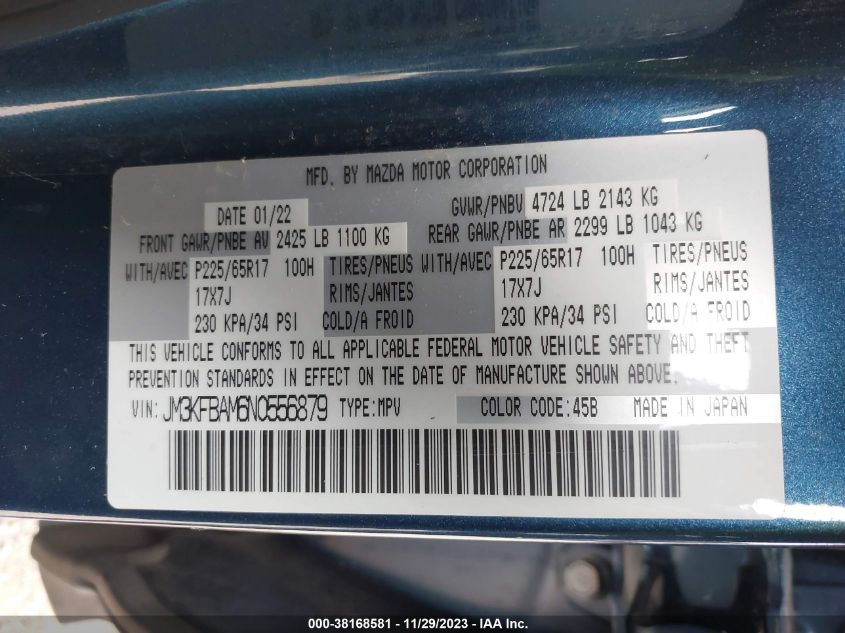 MFD. BY MAZDA MOTOR CORPORATION
DATE 01/22 GVWR/PNBV 4724 LB 2143 KG
FRONT GAWR/PNBE AV 2425 LB 1100 KG REAR GAWR/PNBE AR 2299 LB 1043 KG
WITH/AVEC P225/65R17 100H TIRES/PNEUS WITH/AVEC P225/65R17 100H TIRES/PNEUS
17X7J RIMS/JANTES 17X7J RIMS/JANTES
230 KPA/34 PSI COLD/A FROID 230 KPA/34 PSI COLD/A FROID
THIS VEHICLE CONFORMS TO ALL APPLICABLE FEDERAL MOTOR VEHICLE SAFETY AND THEFT
PREVENTION STANDARDS IN EFFECT ON THE DATE OF MANUFACTURE SHOWN ABOVE.
VIN: JM3KFBAM6N0556879 TYPE:MPV COLOR CODE:45B MADE IN JAPAN
000-38168581 - 11/29/2023 - IAA Inc.